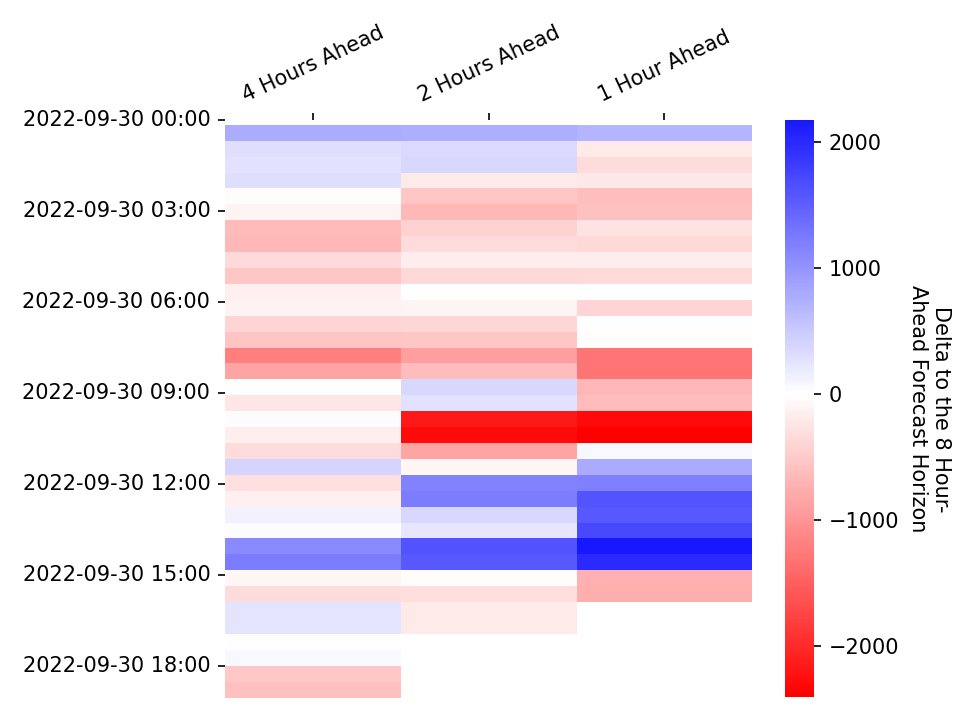 4 Hours Ahead
2 Hours Ahead
1 Hour Ahead
2022-09-30 00:00
2022-09-30 03:00
2022-09-30 06:00
2022-09-30 09:00
2022-09-30 12:00
2022-09-30 15:00
2022-09-30 18:00
2000
1000
0
−1000
−2000
Delta to the 8 Hour-
Ahead Forecast Horizon